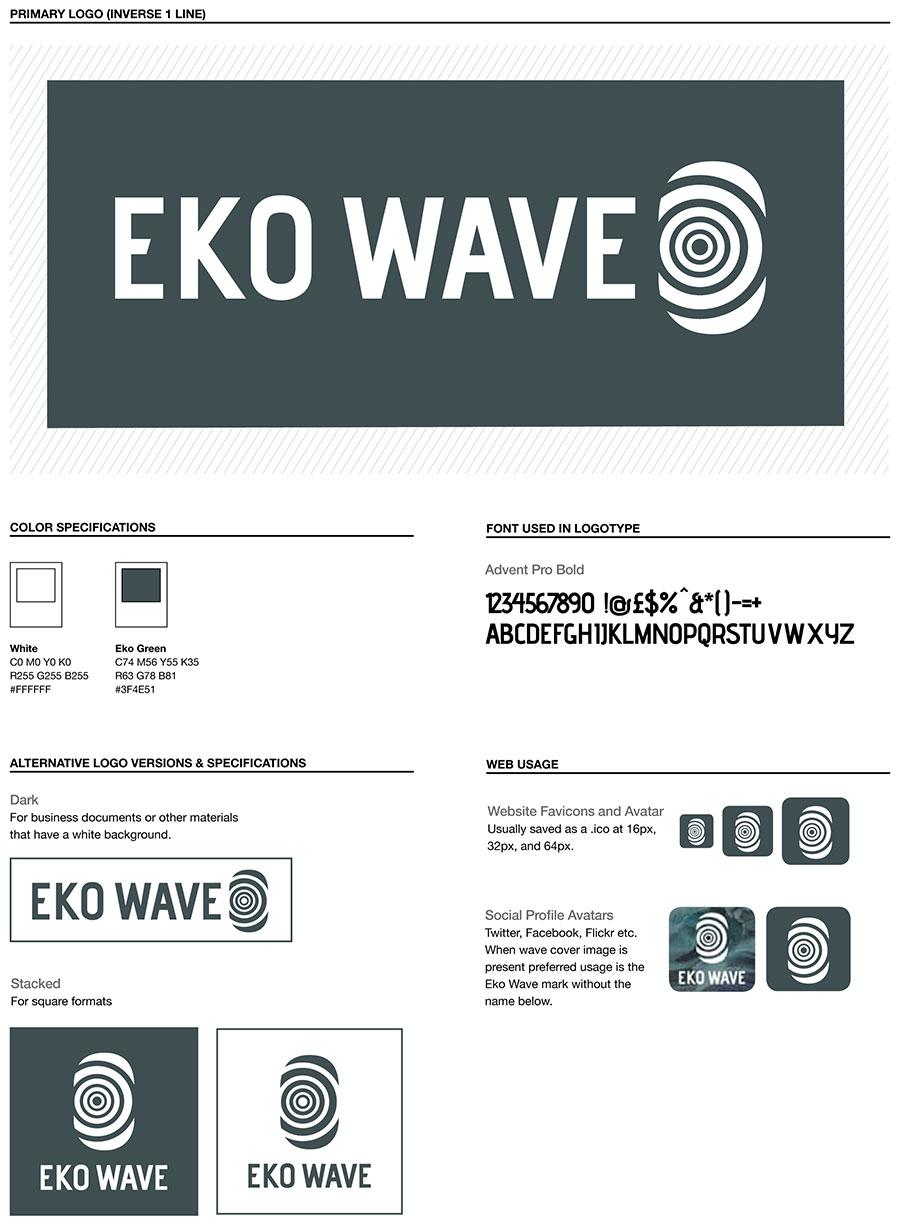 PRIMARY LOGO (INVERSE 1 LINE)
EKO WAVE
COLOR SPECIFICATIONS
White
C0 M0 Y0 K0
R255 G255 B255
#FFFFFF
Eko Green
C74 M56 Y55 K35
R63 G78 B81
#3F4E51
FONT USED IN LOGOTYPE
Advent Pro Bold
1234567890 !@£$%^&*()-=+
ABCDEFGHIJKLMNOPQRSTUVWXYZ
ALTERNATIVE LOGO VERSIONS & SPECIFICATIONS
Dark
For business documents or other materials
that have a white background.
EKO WAVE
Stacked
For square formats
EKO WAVE
EKO WAVE
WEB USAGE
Website Favicons and Avatar
Usually saved as a .ico at 16px,
32px, and 64px.
Social Profile Avatars
Twitter, Facebook, Flickr etc.
When wave cover image is
present preferred usage is the
Eko Wave mark without the
name below.
EKO WAVE